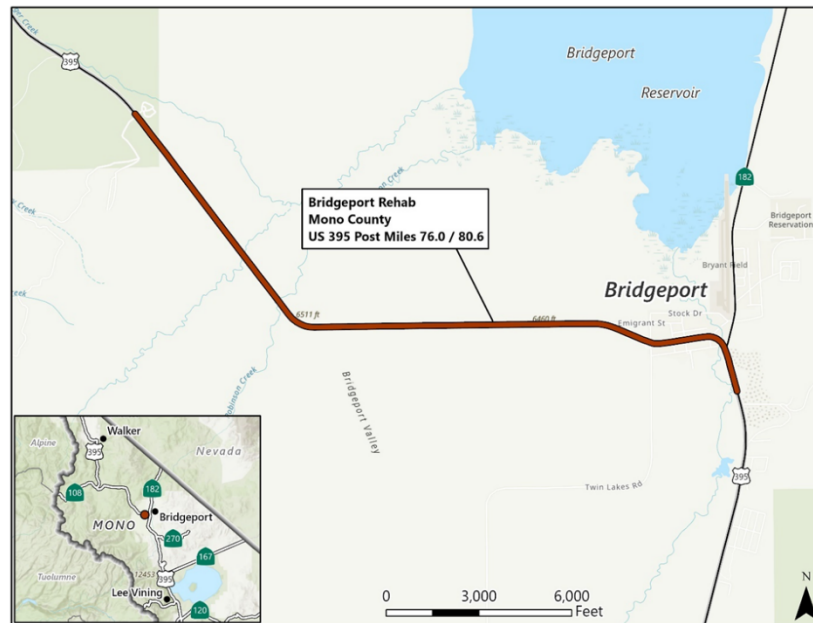 395
Bridgeport
Reservoir
182
Bridgeport Rehab
Mono County
US 395 Post Miles 76.0 / 80.6
Bridgeport
Reservation
Bryant Field
Bridgeport
Stock Dr
6511 ft
6460 ft
Emigrant St
Robinson Creek
Bridgeport Valley
Twin Lakes Rd
395
Alpine
Walker
395
Nevada
108
182
MONO
Bridgeport
270
167
12453
395
Tuolumne
Lee Vining
120
0 3,000 6,000
Feet
N